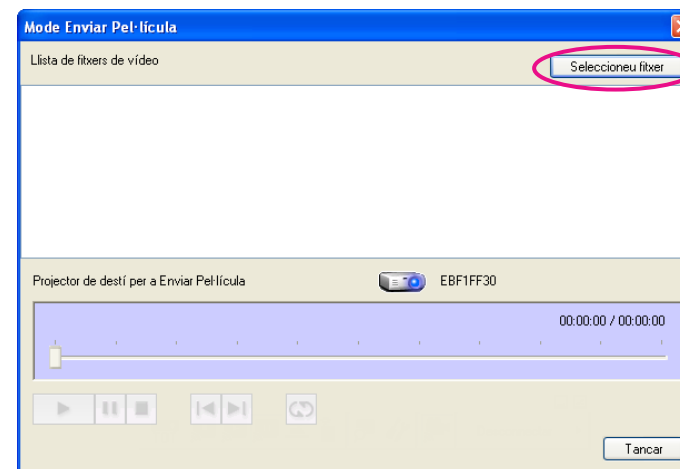 Mode Enviar Pel·lícula
Llista de fitxers de vídeo
Seleccioneu fitxer
Projector de destí per a Enviar Pel·lícula
EBF1FF30
00:00:00 / 00:00:00
Tancar